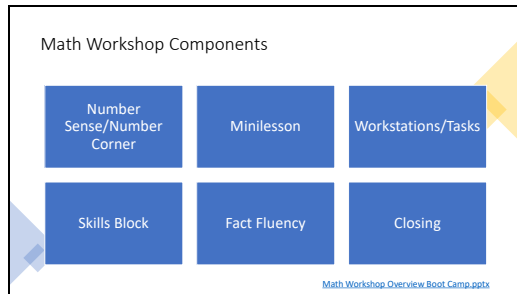 Math Workshop Components
Number
Sense/Number
Corner
Minilesson
Workstations/Tasks
Skills Block
Fact Fluency
Closing
Math Workshop Overview Boot Camp.pptx